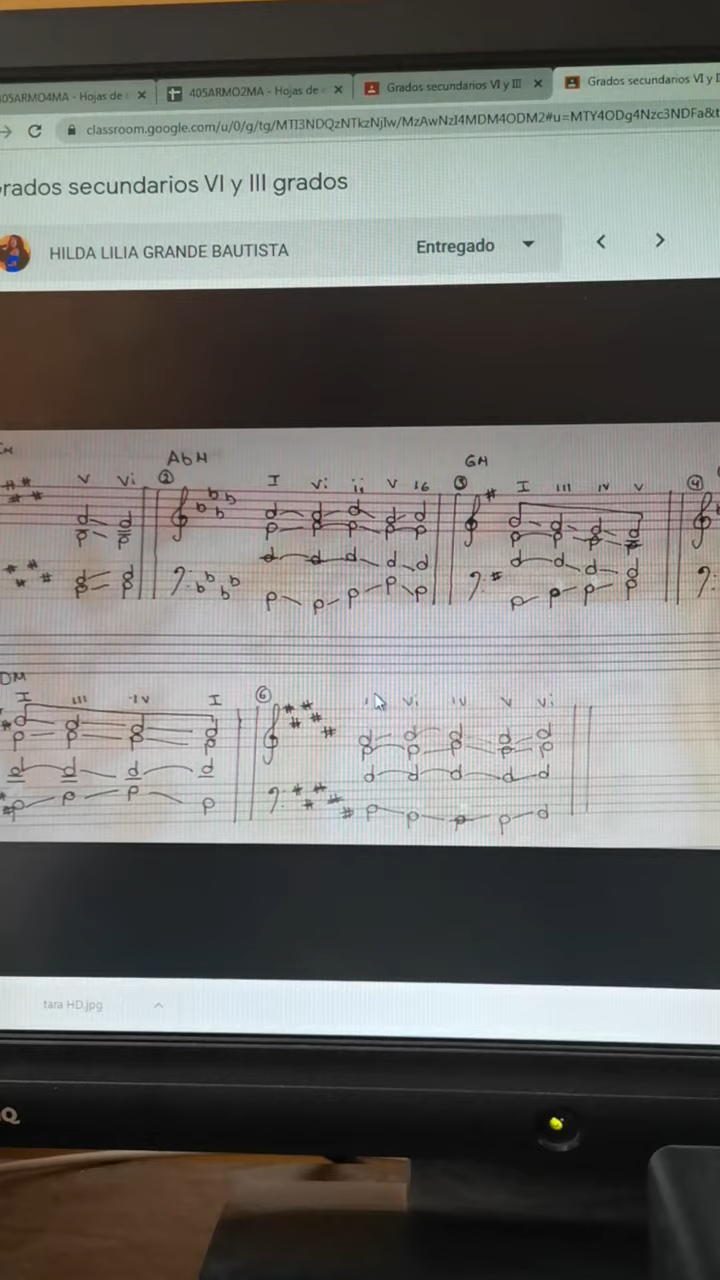 405ARMO4MA - Hojas de
405ARMO2MA - Hojas de
Grados secundarios VI y III
Grados secundarios VI y
classroom.google.com/u/0/g/tg/MTI3NDQzNTkzNjIw/MzAwNzI4MDM4ODM2#u=MTY4ODg4Nzc3NDFa&t
rados secundarios VI y III grados
HILDA LILIA GRANDE BAUTISTA
Entregado
AbM
GM
V Vi ② I Vi ii V I6 ③ I III IV V ④
DM
I III IV I ⑥ Vi IV V Vi
tara HD.jpg
Q